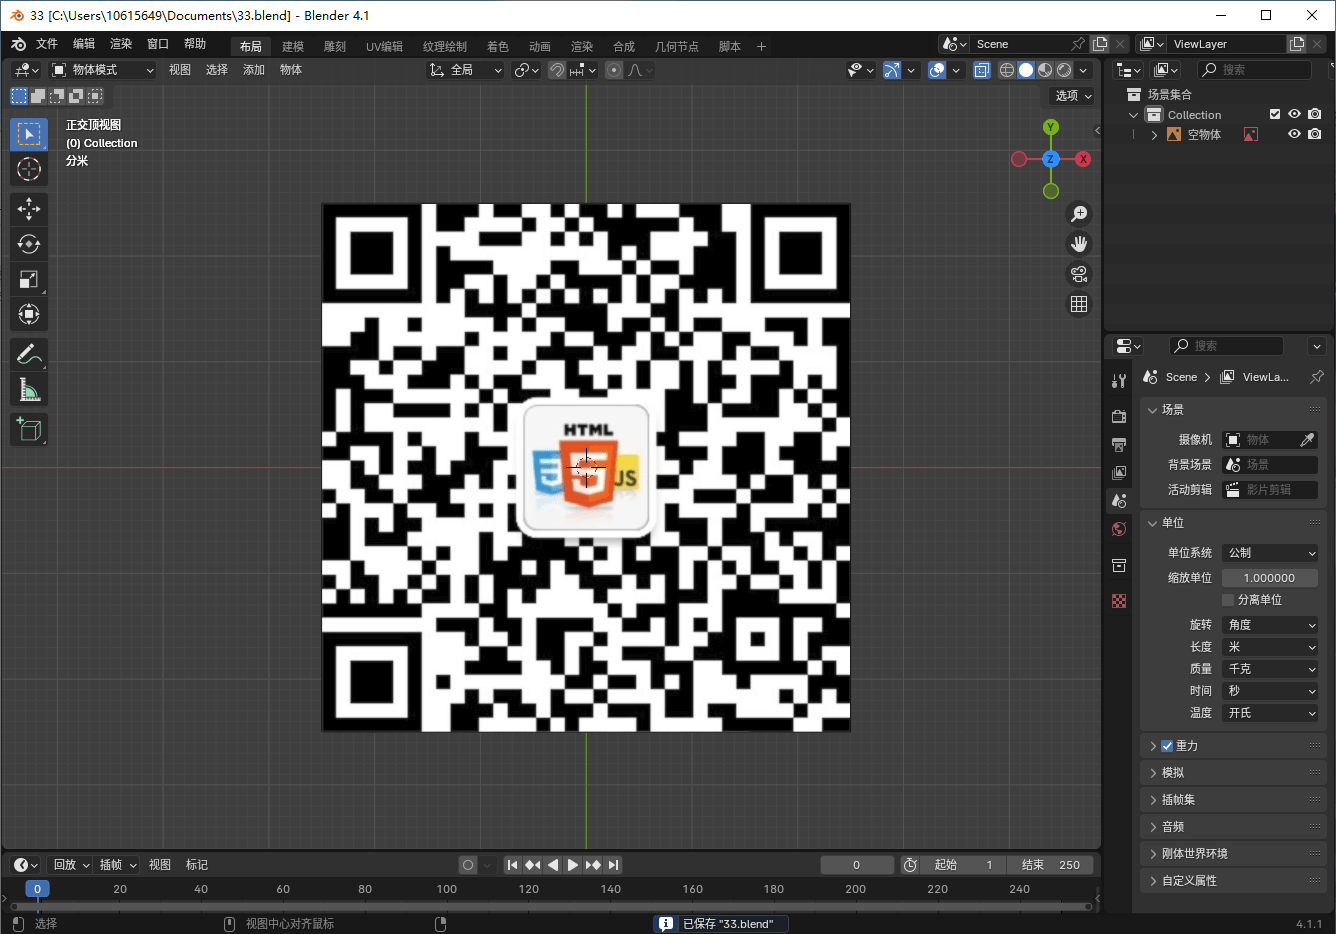 33 [C:\Users\10615649\Documents\33.blend] - Blender 4.1
文件 编辑 渲染 窗口 帮助 布局 建模 雕刻 UV编辑 纹理绘制 着色 动画 渲染 合成 几何节点 脚本 Scene ViewLayer
物体模式 视图 选择 添加 物体 全局 搜索
选项
正交顶视图
(0) Collection
分米
Y
Z X
场景集合
Collection
空物体
搜索
Scene ViewLa...
场景
摄像机 物体
背景场景 场景
活动剪辑 影片剪辑
单位
单位系统 公制
缩放单位 1.000000
分离单位
旋转 角度
长度 米
质量 千克
时间 秒
温度 开氏
重力
模拟
插帧集
音频
刚体世界环境
自定义属性
HTML
JS
回放 插帧 视图 标记 0 起始 1 结束 250
0 20 40 60 80 100 120 140 160 180 200 220 240
选择 视图中心对齐鼠标 已保存 "33.blend" 4.1.1